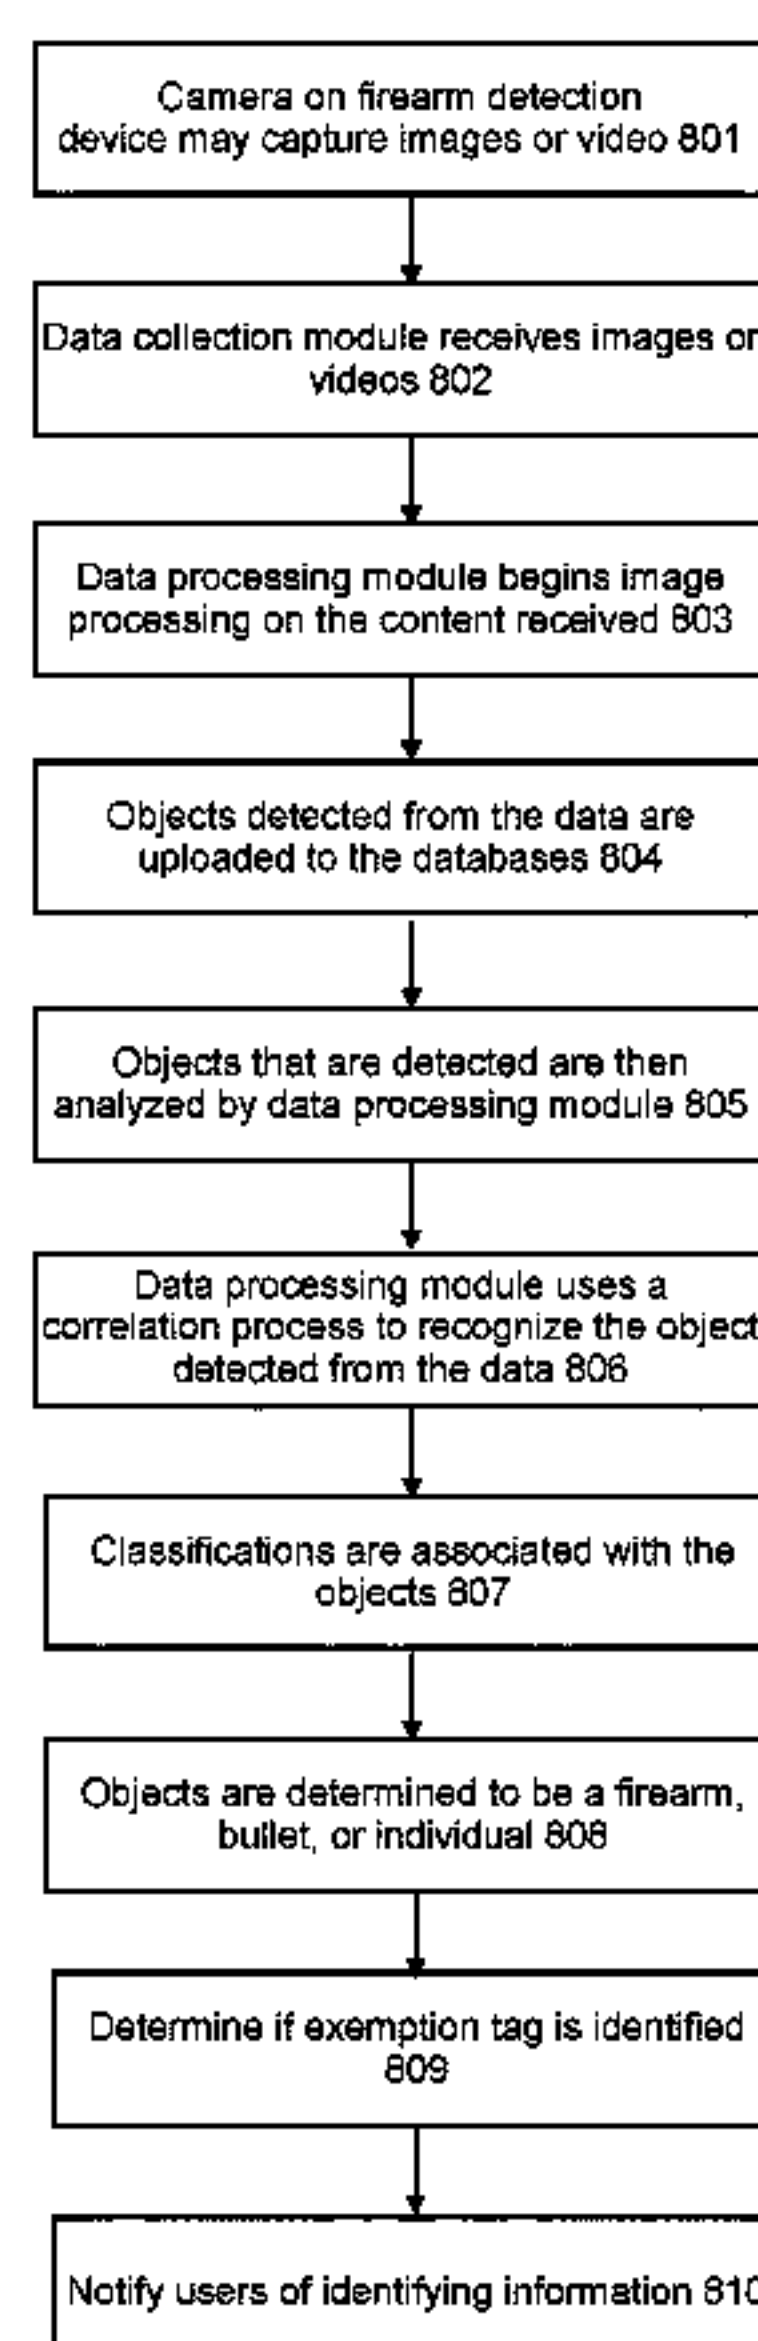 Camera on firearm detection
device may capture images or video 801
Data collection module receives images or
videos 802
Data processing module begins image
processing on the content received 803
Objects detected from the data are
uploaded to the databases 804
Objects that are detected are then
analyzed by data processing module 805
Data processing module uses a
correlation process to recognize the object
detected from the data 806
Classifications are associated with the
objects 807
Objects are determined to be a firearm,
bullet, or individual 808
Determine if exemption tag is identified
809
Notify users of identifying information 810